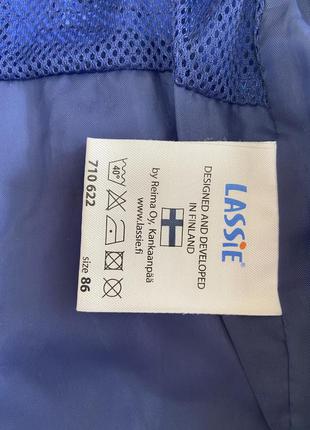 LASSIE®
DESIGNED AND DEVELOPED
IN FINLAND
by Reima Oy, Kankaanpää
www.lassie.fi
40°
710 622
size 86